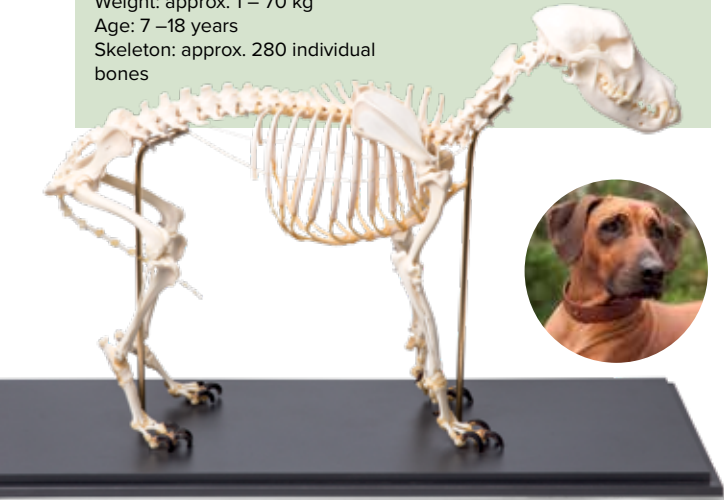 Weight: approx. 1 – 70 kg
Age: 7 –18 years
Skeleton: approx. 280 individual
bones